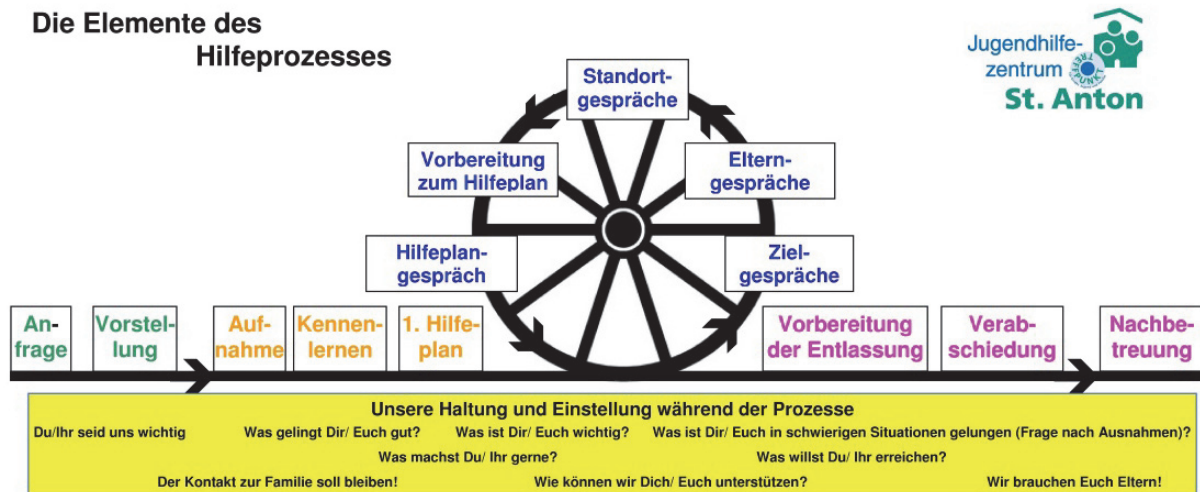 Die Elemente des
Hilfeprozesses
Jugendhilfe-
zentrum
TREFFPUNKT
St. Anton
Standort-
gespräche
Vorbereitung
zum Hilfeplan
Eltern-
gespräche
Hilfeplan-
gespräch
Ziel-
gespräche
An-
frage
Vorstel-
lung
Auf-
nahme
Kennen-
lernen
1. Hilfe-
plan
Vorbereitung
der Entlassung
Verab-
schiedung
Nachbe-
treuung
Unsere Haltung und Einstellung während der Prozesse
Du/Ihr seid uns wichtig Was gelingt Dir/ Euch gut? Was ist Dir/ Euch wichtig? Was ist Dir/ Euch in schwierigen Situationen gelungen (Frage nach Ausnahmen)?
Was machst Du/ Ihr gerne? Was willst Du/ Ihr erreichen?
Der Kontakt zur Familie soll bleiben! Wie können wir Dich/ Euch unterstützen? Wir brauchen Euch Eltern!